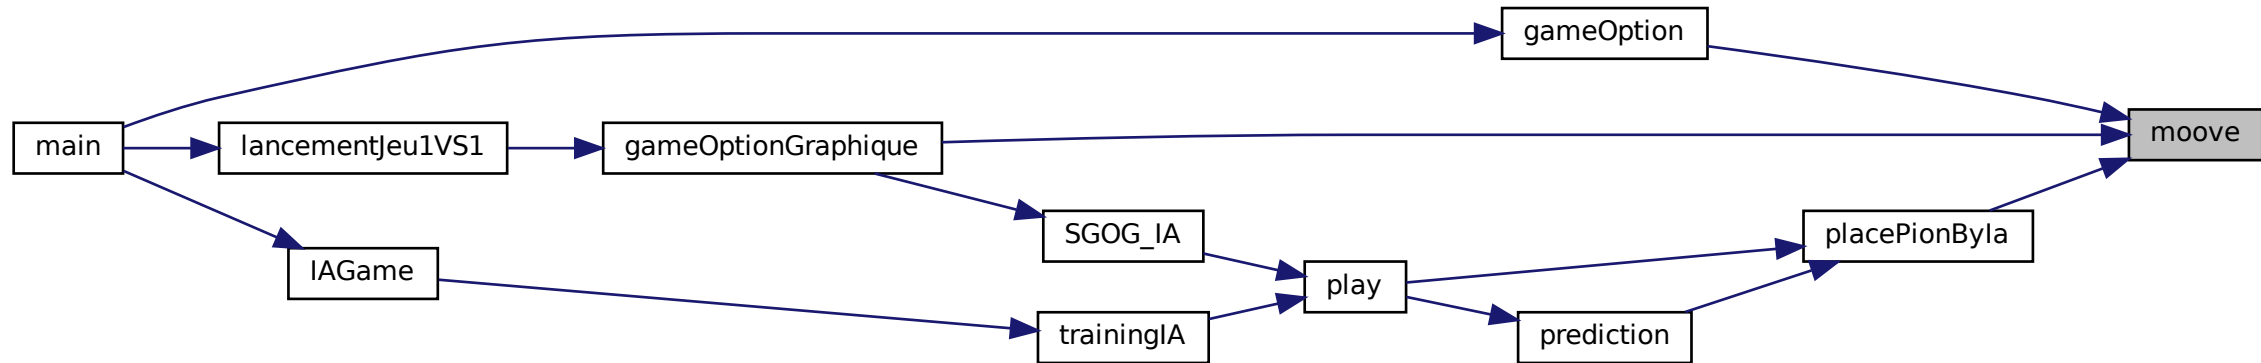 gameOption
moove
main
lancementJeu1VS1
gameOptionGraphique
SGOG_IA
placePionByIa
IAGame
play
trainingIA
prediction